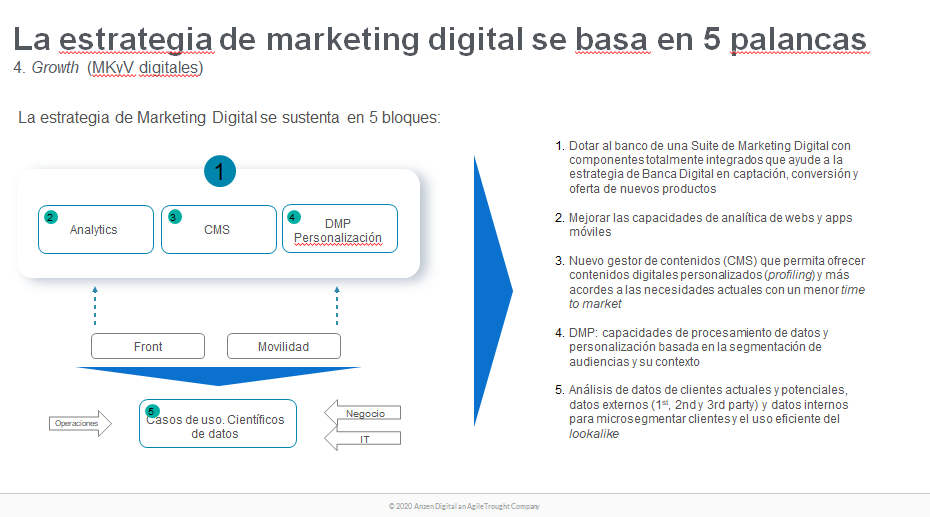 La estrategia de marketing digital se basa en 5 palancas
4. Growth (MKyV digitales)
La estrategia de Marketing Digital se sustenta en 5 bloques:
1
2
Analytics
3
CMS
4
DMP
Personalización
Front
Movilidad
Operaciones
5
Casos de uso. Científicos
de datos
Negocio
IT
1. Dotar al banco de una Suite de Marketing Digital con
componentes totalmente integrados que ayude a la
estrategia de Banca Digital en captación, conversión y
oferta de nuevos productos
2. Mejorar las capacidades de analítica de webs y apps
móviles
3. Nuevo gestor de contenidos (CMS) que permita ofrecer
contenidos digitales personalizados (profiling) y más
acordes a las necesidades actuales con un menor time
to market
4. DMP: capacidades de procesamiento de datos y
personalización basada en la segmentación de
audiencias y su contexto
5. Análisis de datos de clientes actuales y potenciales,
datos externos (1st, 2nd y 3rd party) y datos internos
para microsegmentar clientes y el uso eficiente del
lookalike
© 2020 Anzen Digital an AgileTrought Company